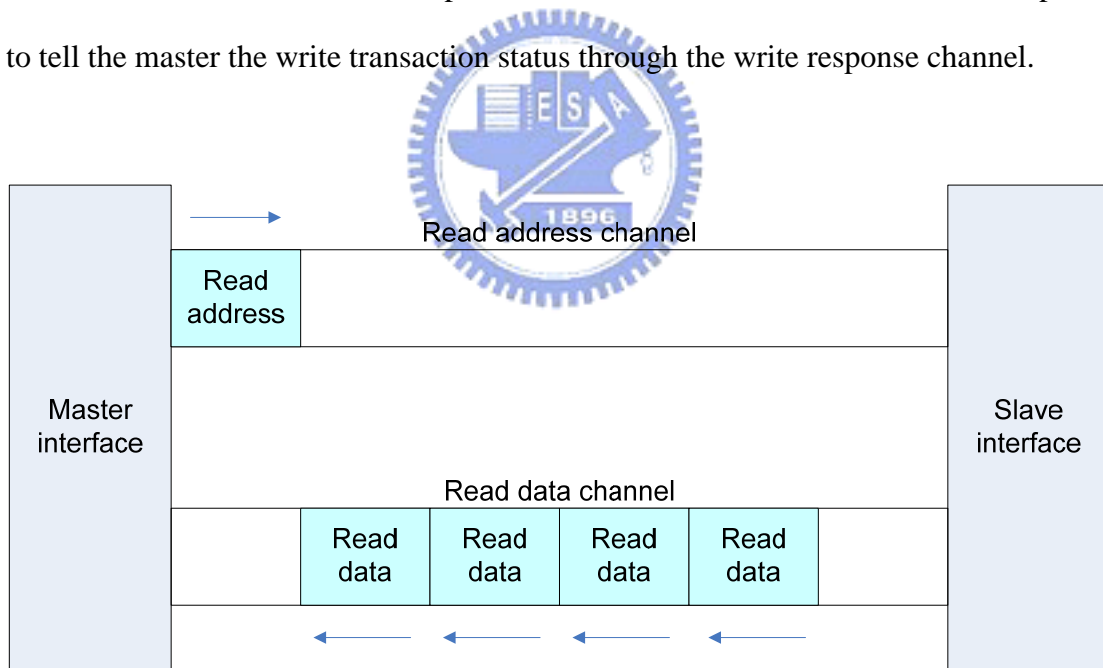 to tell the master the write transaction status through the write response channel.
E S A
1896
Read address channel
Read
address
Master
interface
Slave
interface
Read data channel
Read
data
Read
data
Read
data
Read
data